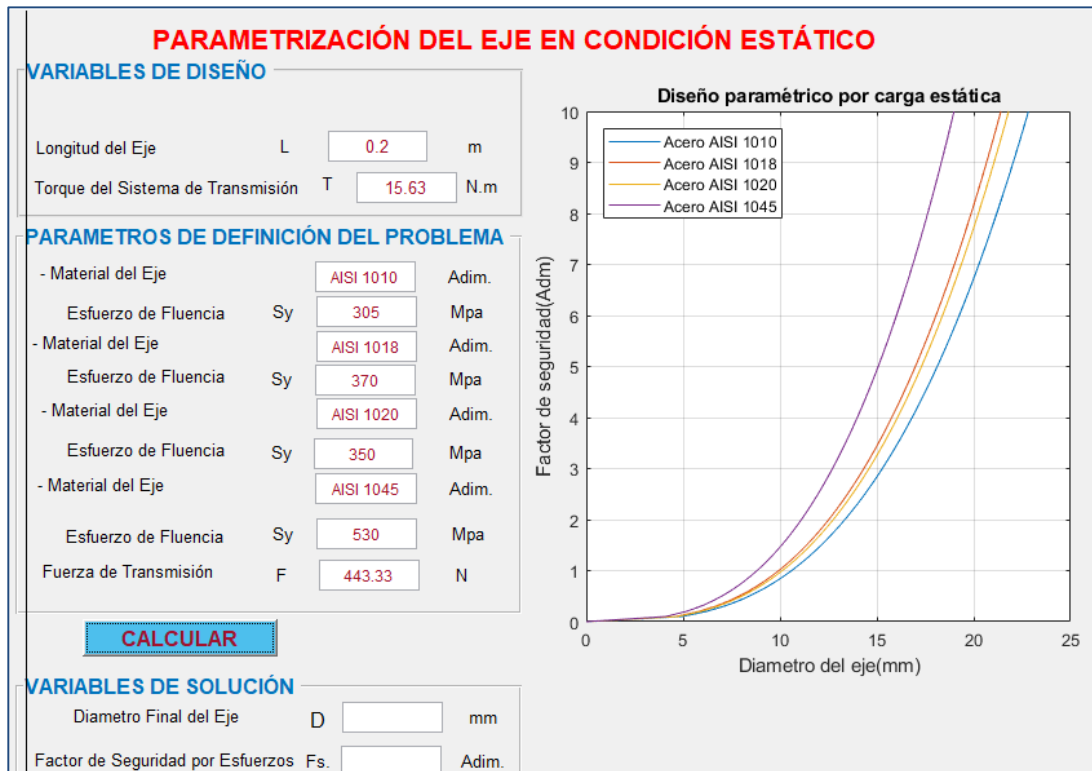 PARAMETRIZACIÓN DEL EJE EN CONDICIÓN ESTÁTICO
VARIABLES DE DISEÑO
Longitud del Eje L 0.2 m
Torque del Sistema de Transmisión T 15.63 N.m
PARAMETROS DE DEFINICIÓN DEL PROBLEMA
- Material del Eje AISI 1010 Adim.
Esfuerzo de Fluencia Sy 305 Mpa
- Material del Eje AISI 1018 Adim.
Esfuerzo de Fluencia Sy 370 Mpa
- Material del Eje AISI 1020 Adim.
Esfuerzo de Fluencia Sy 350 Mpa
- Material del Eje AISI 1045 Adim.
Esfuerzo de Fluencia Sy 530 Mpa
Fuerza de Transmisión F 443.33 N
CALCULAR
VARIABLES DE SOLUCIÓN
Diametro Final del Eje D mm
Factor de Seguridad por Esfuerzos Fs. Adim.
Diseño paramétrico por carga estática
Acero AISI 1010
Acero AISI 1018
Acero AISI 1020
Acero AISI 1045
Factor de seguridad(Adm)
10
9
8
7
6
5
4
3
2
1
0
0 5 10 15 20 25
Diametro del eje(mm)